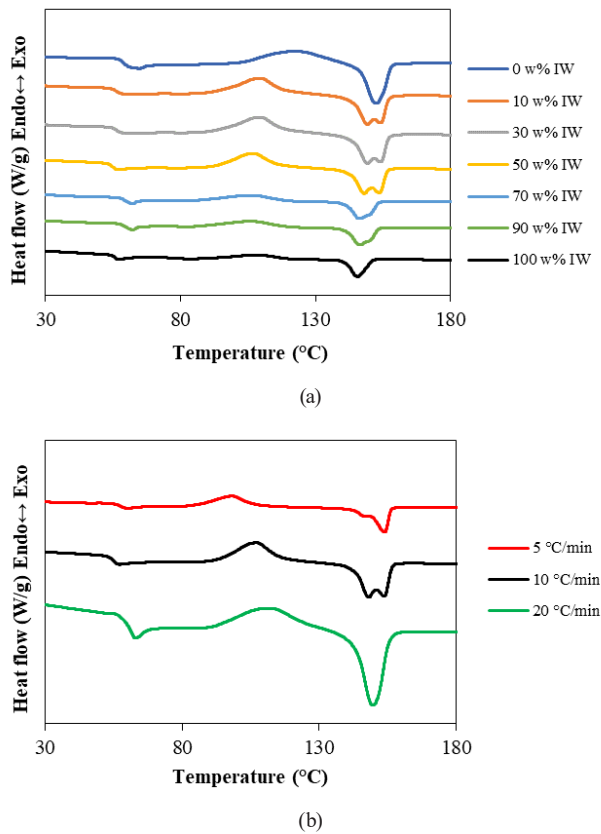 Heat flow (W/g) Endo↔ Exo
0 w% IW
10 w% IW
30 w% IW
50 w% IW
70 w% IW
90 w% IW
100 w% IW
30
80
130
180
Temperature (°C)
(a)
Heat flow (W/g) Endo↔ Exo
5 °C/min
10 °C/min
20 °C/min
30
80
130
180
Temperature (°C)
(b)